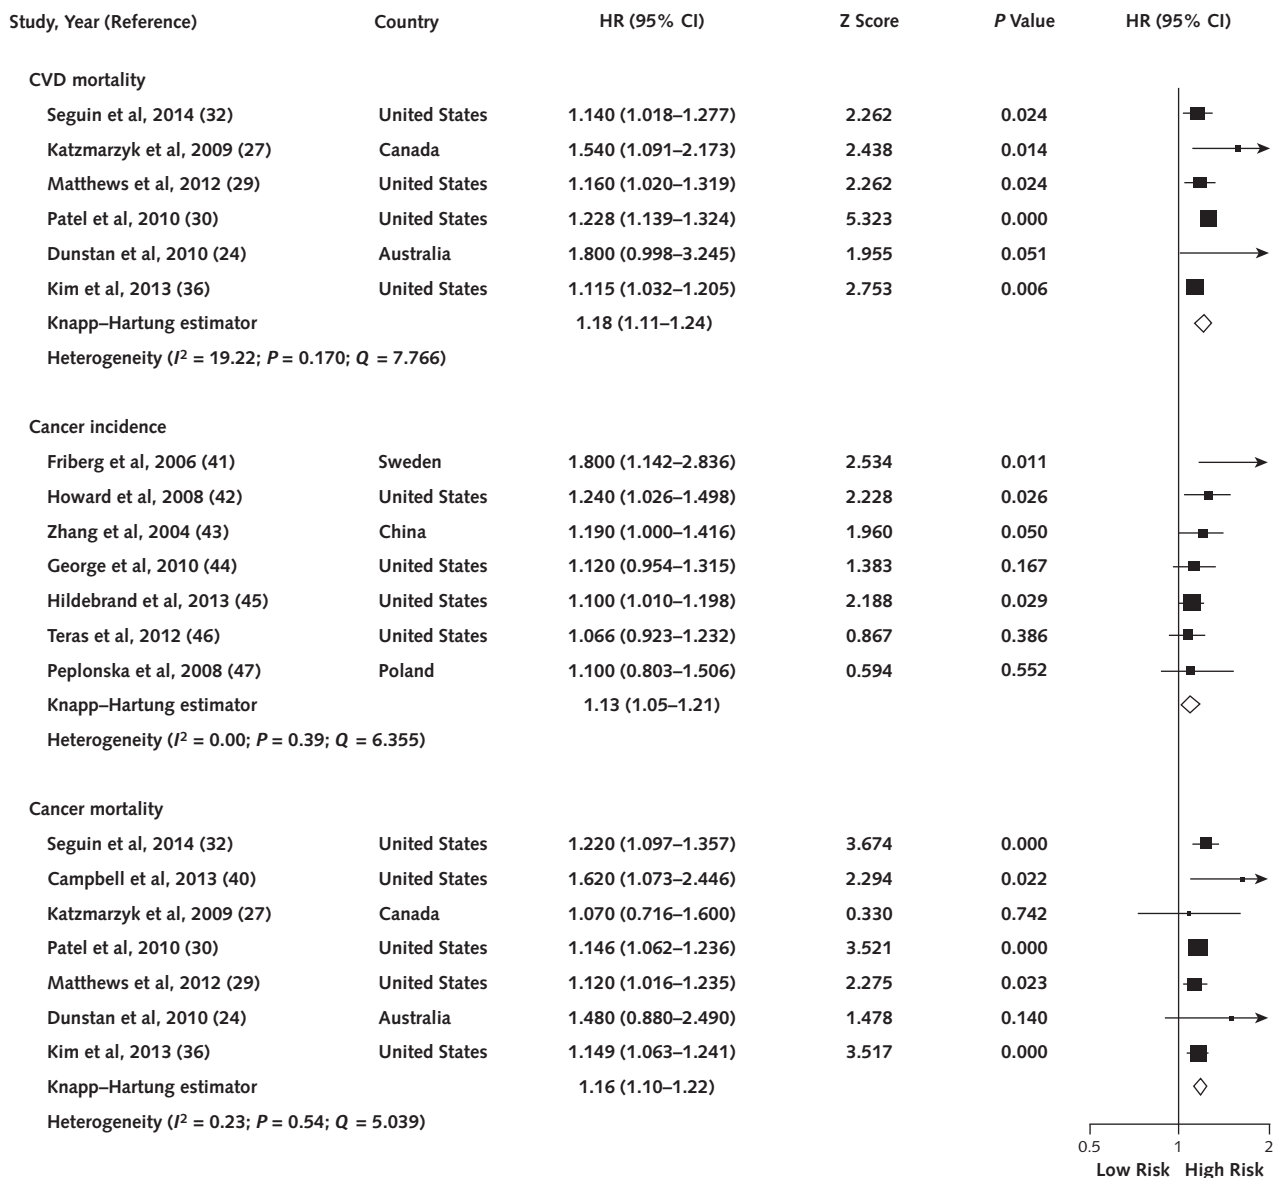 Study, Year (Reference) Country HR (95% CI) Z Score P Value HR (95% CI)
CVD mortality
Seguin et al, 2014 (32) United States 1.140 (1.018–1.277) 2.262 0.024
Katzmarzyk et al, 2009 (27) Canada 1.540 (1.091–2.173) 2.438 0.014
Matthews et al, 2012 (29) United States 1.160 (1.020–1.319) 2.262 0.024
Patel et al, 2010 (30) United States 1.228 (1.139–1.324) 5.323 0.000
Dunstan et al, 2010 (24) Australia 1.800 (0.998–3.245) 1.955 0.051
Kim et al, 2013 (36) United States 1.115 (1.032–1.205) 2.753 0.006
Knapp–Hartung estimator 1.18 (1.11–1.24)
Heterogeneity (I² = 19.22; P = 0.170; Q = 7.766)
Cancer incidence
Friberg et al, 2006 (41) Sweden 1.800 (1.142–2.836) 2.534 0.011
Howard et al, 2008 (42) United States 1.240 (1.026–1.498) 2.228 0.026
Zhang et al, 2004 (43) China 1.190 (1.000–1.416) 1.960 0.050
George et al, 2010 (44) United States 1.120 (0.954–1.315) 1.383 0.167
Hildebrand et al, 2013 (45) United States 1.100 (1.010–1.198) 2.188 0.029
Teras et al, 2012 (46) United States 1.066 (0.923–1.232) 0.867 0.386
Peplonska et al, 2008 (47) Poland 1.100 (0.803–1.506) 0.594 0.552
Knapp–Hartung estimator 1.13 (1.05–1.21)
Heterogeneity (I² = 0.00; P = 0.39; Q = 6.355)
Cancer mortality
Seguin et al, 2014 (32) United States 1.220 (1.097–1.357) 3.674 0.000
Campbell et al, 2013 (40) United States 1.620 (1.073–2.446) 2.294 0.022
Katzmarzyk et al, 2009 (27) Canada 1.070 (0.716–1.600) 0.330 0.742
Patel et al, 2010 (30) United States 1.146 (1.062–1.236) 3.521 0.000
Matthews et al, 2012 (29) United States 1.120 (1.016–1.235) 2.275 0.023
Dunstan et al, 2010 (24) Australia 1.480 (0.880–2.490) 1.478 0.140
Kim et al, 2013 (36) United States 1.149 (1.063–1.241) 3.517 0.000
Knapp–Hartung estimator 1.16 (1.10–1.22)
Heterogeneity (I² = 0.23; P = 0.54; Q = 5.039)
0.5 1 2
Low Risk High Risk